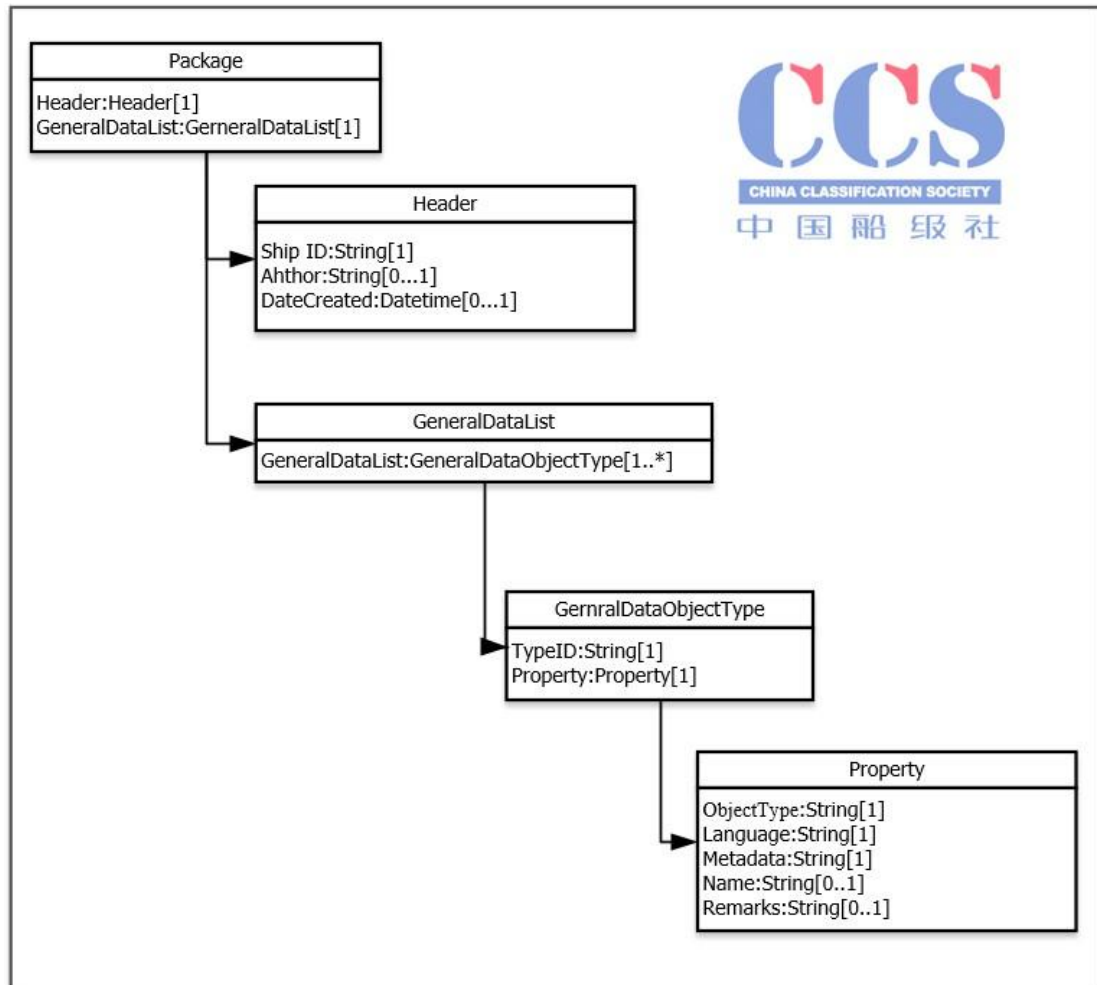 Package
Header:Header[1]
GeneralDataList:GerneralDataList[1]
CCS
CHINA CLASSIFICATION SOCIETY
中国船级社
Header
Ship ID:String[1]
Ahthor:String[0...1]
DateCreated:Datetime[0...1]
GeneralDataList
GeneralDataList:GeneralDataObjectType[1..*]
GernralDataObjectType
TypeID:String[1]
Property:Property[1]
Property
ObjectType:String[1]
Language:String[1]
Metadata:String[1]
Name:String[0..1]
Remarks:String[0..1]